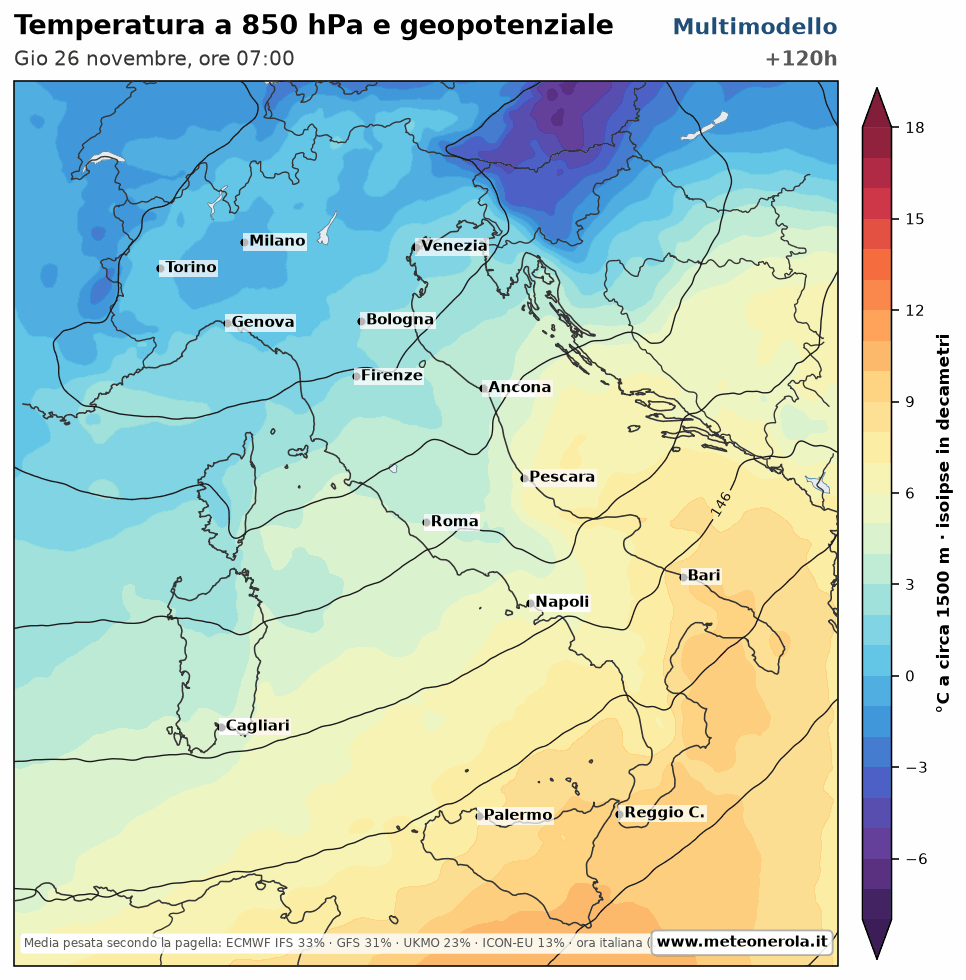 Temperatura a 850 hPa e geopotenziale
Multimodello
Gio 26 novembre, ore 07:00
+120h
Milano
Venezia
Torino
Genova
Bologna
Firenze
Ancona
Pescara
146
Roma
Bari
Napoli
Cagliari
Palermo
Reggio C.
18
15
12
9
6
3
0
−3
−6
°C a circa 1500 m · isoipse in decametri
Media pesata secondo la pagella: ECMWF IFS 33% · GFS 31% · UKMO 23% · ICON-EU 13% · ora italiana (
www.meteonerola.it